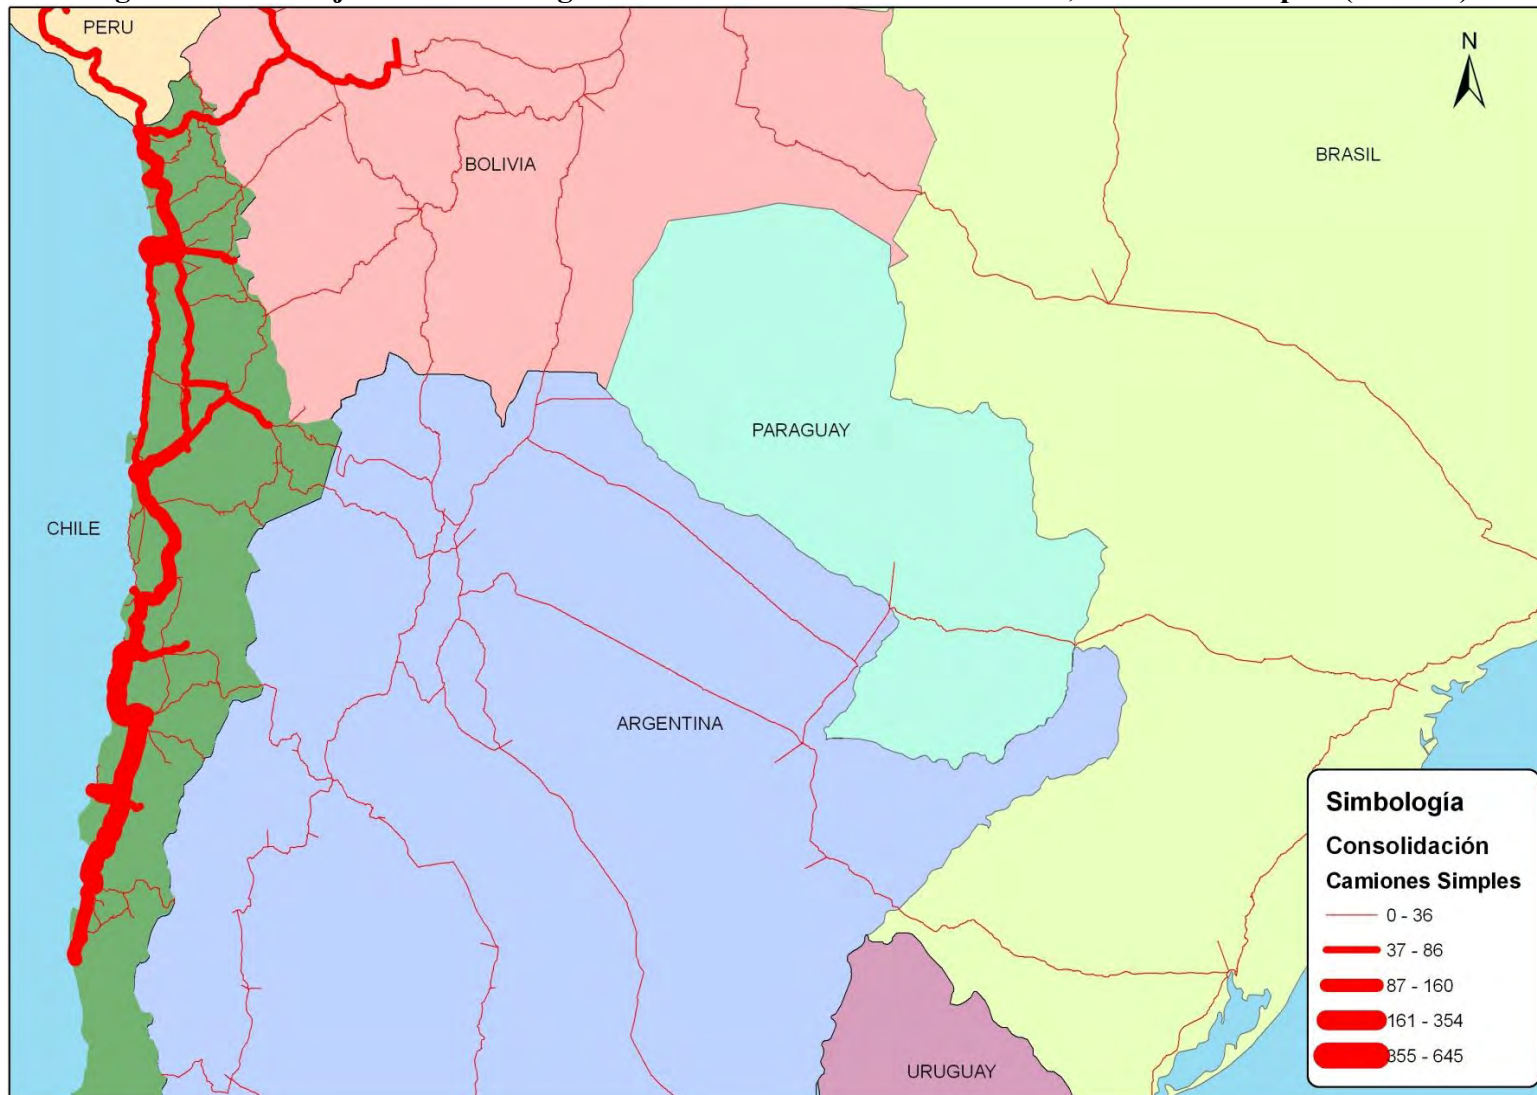 PERU
N
BOLIVIA
BRASIL
PARAGUAY
CHILE
ARGENTINA
URUGUAY
Simbología
Consolidación
Camiones Simples
0 - 36
37 - 86
87 - 160
161 - 354
355 - 645